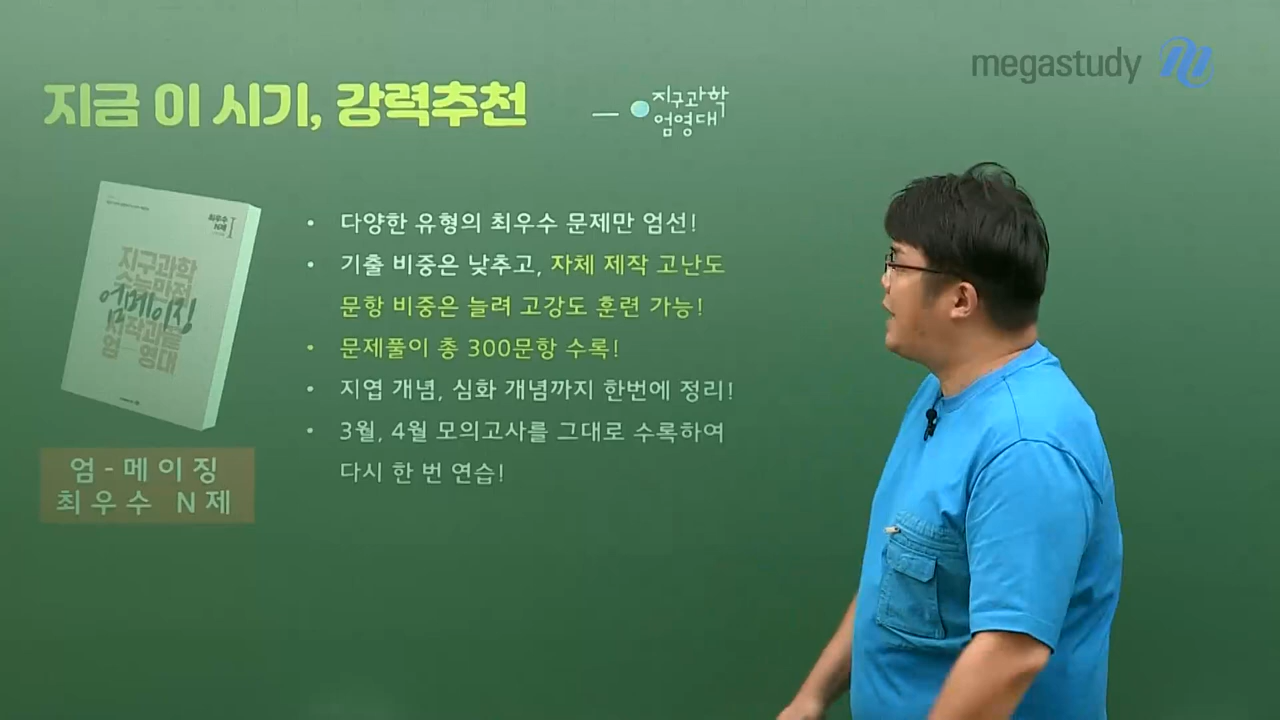 megastudy
지금 이 시기, 강력추천
지구과학
엄영대
• 다양한 유형의 최우수 문제만 엄선!
• 기출 비중은 낮추고, 자체 제작 고난도
문항 비중은 늘려 고강도 훈련 가능!
• 문제풀이 총 300문항 수록!
• 지엽 개념, 심화 개념까지 한번에 정리!
• 3월, 4월 모의고사를 그대로 수록하여
다시 한 번 연습!
최우수
N제
지구과학
엄메이징
엄 영대
엄-메이징
최우수 N제